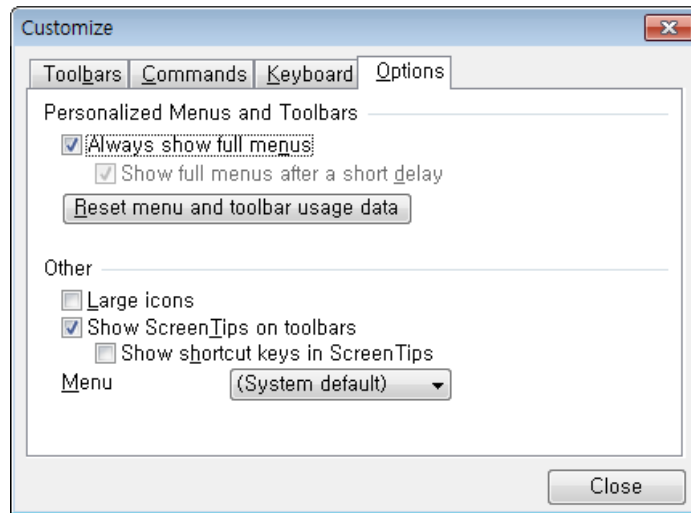 Customize
Toolbars Commands Keyboard Options
Personalized Menus and Toolbars
Always show full menus
Show full menus after a short delay
Reset menu and toolbar usage data
Other
Large icons
Show ScreenTips on toolbars
Show shortcut keys in ScreenTips
Menu (System default)
Close